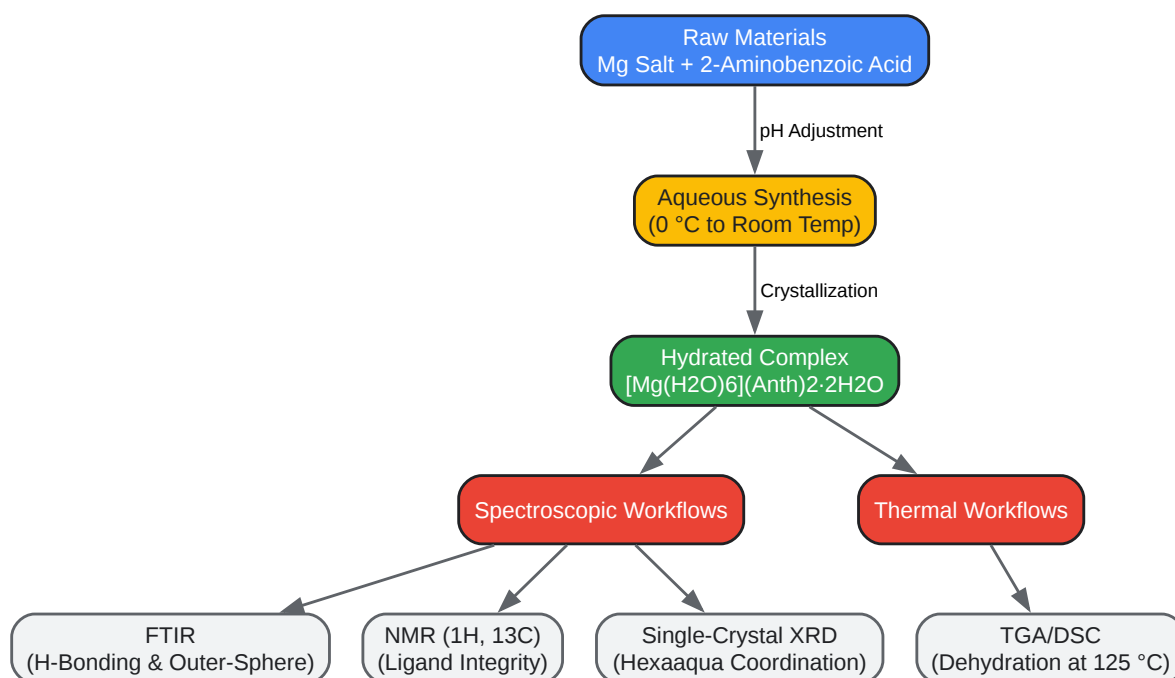 Raw Materials
Mg Salt + 2-Aminobenzoic Acid
pH Adjustment
Aqueous Synthesis
(0 °C to Room Temp)
Crystallization
Hydrated Complex
[Mg(H2O)6](Anth)2·2H2O
Spectroscopic Workflows
Thermal Workflows
FTIR
(H-Bonding & Outer-Sphere)
NMR (1H, 13C)
(Ligand Integrity)
Single-Crystal XRD
(Hexaaqua Coordination)
TGA/DSC
(Dehydration at 125 °C)